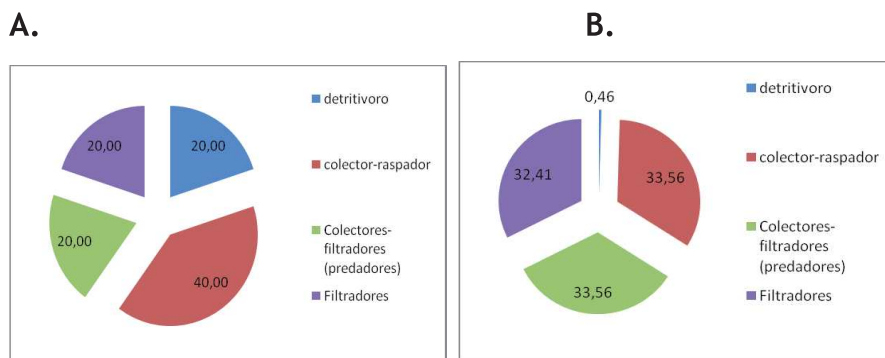 A.
B.
20,00
20,00
20,00
40,00
detritivoro
colector-raspador
Colectores-
filtradores
(predadores)
Filtradores
0,46
32,41
33,56
33,56
detritivoro
colector-raspador
Colectores-
filtradores
(predadores)
Filtradores